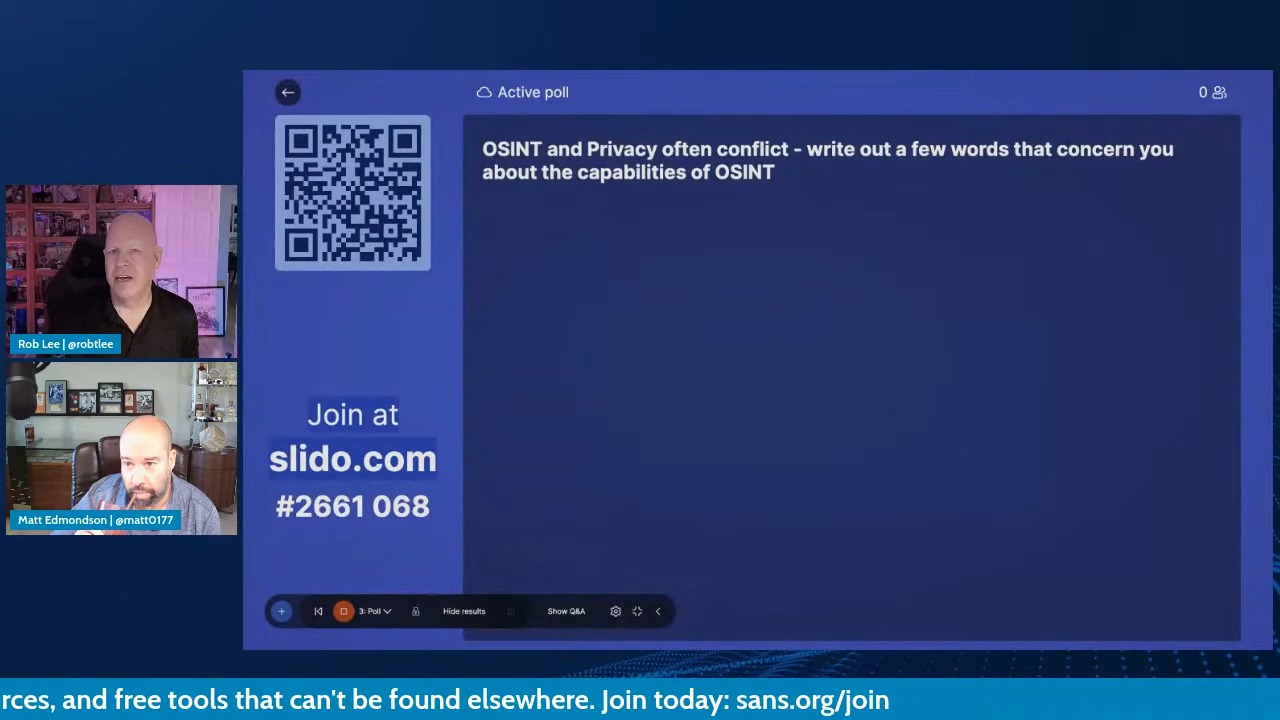 Active poll
0
OSINT and Privacy often conflict - write out a few words that concern you
about the capabilities of OSINT
Rob Lee | @robtlee
Join at
slido.com
#2661 068
Matt Edmondson | @matt0177
3: Poll
Hide results
Show Q&A
rces, and free tools that can't be found elsewhere. Join today: sans.org/join